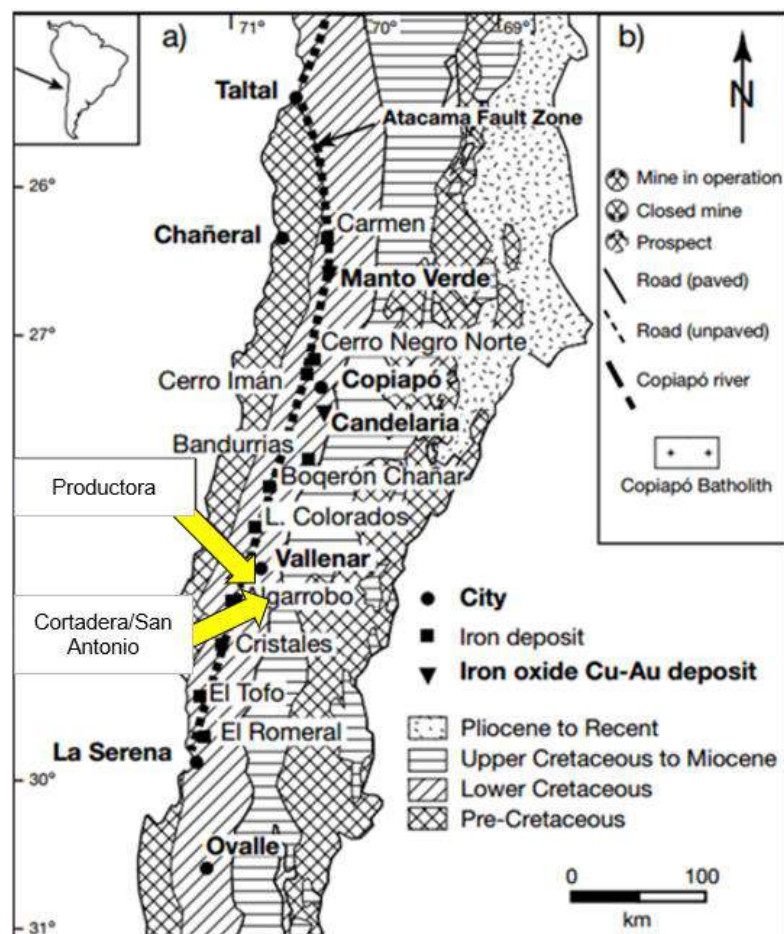 a)
71
70
69
b)
Taltal
N
Atacama Fault Zone
26°
Mine in operation
Closed mine
Chañeral
Carmen
Prospect
Manto Verde
Road (paved)
27°
Road (unpaved)
Cerro Negro Norte
Cerro Imán
Copiapó
Copiapó river
Candelaria
Bandurrias
Boqerón Chañar
Copiapó Batholith
Productora
L. Colorados
Vallenar
lgarrobo
City
Cortadera/San
Antonio
Iron deposit
Cristales
Iron oxide Cu-Au deposit
El Tofo
Pliocene to Recent
El Romeral
Upper Cretaceous to Miocene
La Serena
30°
Lower Cretaceous
Pre-Cretaceous
Ovalle
0 100
km
31°